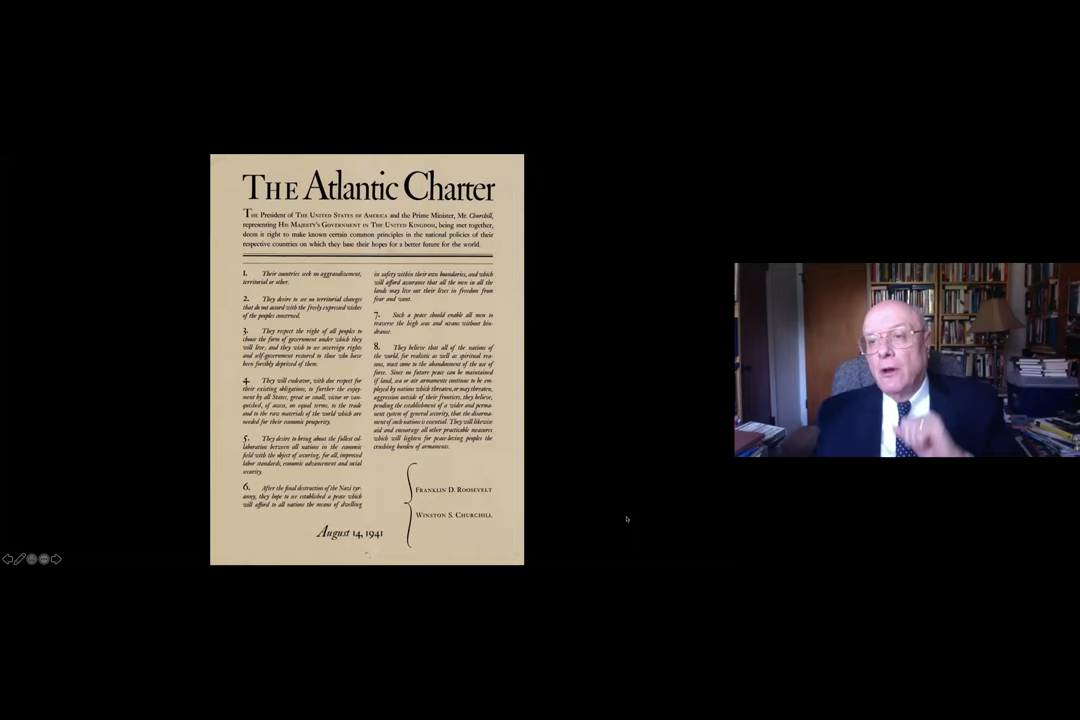 THE Atlantic Charter
THE President of THE UNITED STATES OF AMERICA and the Prime Minister, Mr. Churchill,
representing HIS MAJESTY'S GOVERNMENT IN THE UNITED KINGDOM, being met together,
deem it right to make known certain common principles in the national policies of their
respective countries on which they base their hopes for a better future for the world.
1. Their countries seek no aggrandizement,
territorial or other.
2. They desire to see no territorial changes
that do not accord with the freely expressed wishes
of the peoples concerned.
3. They respect the right of all peoples to
choose the form of government under which they
will live; and they wish to see sovereign rights
and self-government restored to those who have
been forcibly deprived of them.
4. They will endeavor, with due respect for
their existing obligations, to further the enjoy-
ment by all States, great or small, victor or van-
quished, of access, on equal terms, to the trade
and to the raw materials of the world which are
needed for their economic prosperity.
5. They desire to bring about the fullest col-
laboration between all nations in the economic
field with the object of securing, for all, improved
labor standards, economic advancement and social
security.
6. After the final destruction of the Nazi tyr-
anny, they hope to see established a peace which
will afford to all nations the means of dwelling
in safety within their own boundaries, and which
will afford assurance that all the men in all the
lands may live out their lives in freedom from
fear and want.
7. Such a peace should enable all men to
traverse the high seas and oceans without hin-
drance.
8. They believe that all of the nations of
the world, for realistic as well as spiritual rea-
sons, must come to the abandonment of the use of
force. Since no future peace can be maintained
if land, sea or air armaments continue to be em-
ployed by nations which threaten, or may threaten,
aggression outside of their frontiers, they believe,
pending the establishment of a wider and perma-
nent system of general security, that the disarma-
ment of such nations is essential. They will likewise
aid and encourage all other practicable measures
which will lighten for peace-loving peoples the
crushing burden of armaments.
FRANKLIN D. ROOSEVELT
WINSTON S. CHURCHILL
August 14, 1941